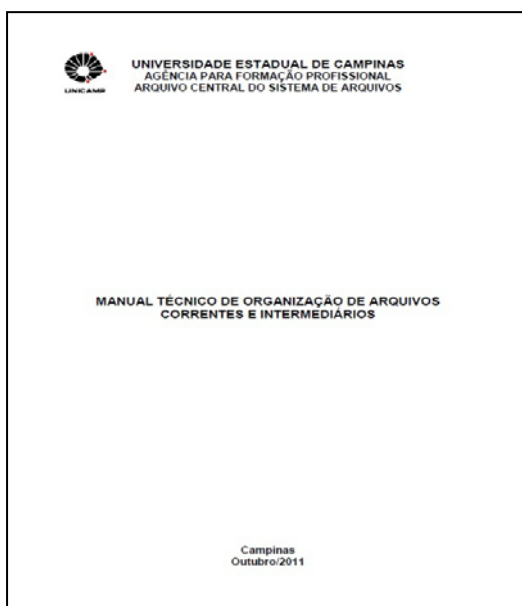 UNICAMP
UNIVERSIDADE ESTADUAL DE CAMPINAS
AGÊNCIA PARA FORMAÇÃO PROFISSIONAL
ARQUIVO CENTRAL DO SISTEMA DE ARQUIVOS
MANUAL TÉCNICO DE ORGANIZAÇÃO DE ARQUIVOS
CORRENTES E INTERMEDIÁRIOS
Campinas
Outubro/2011